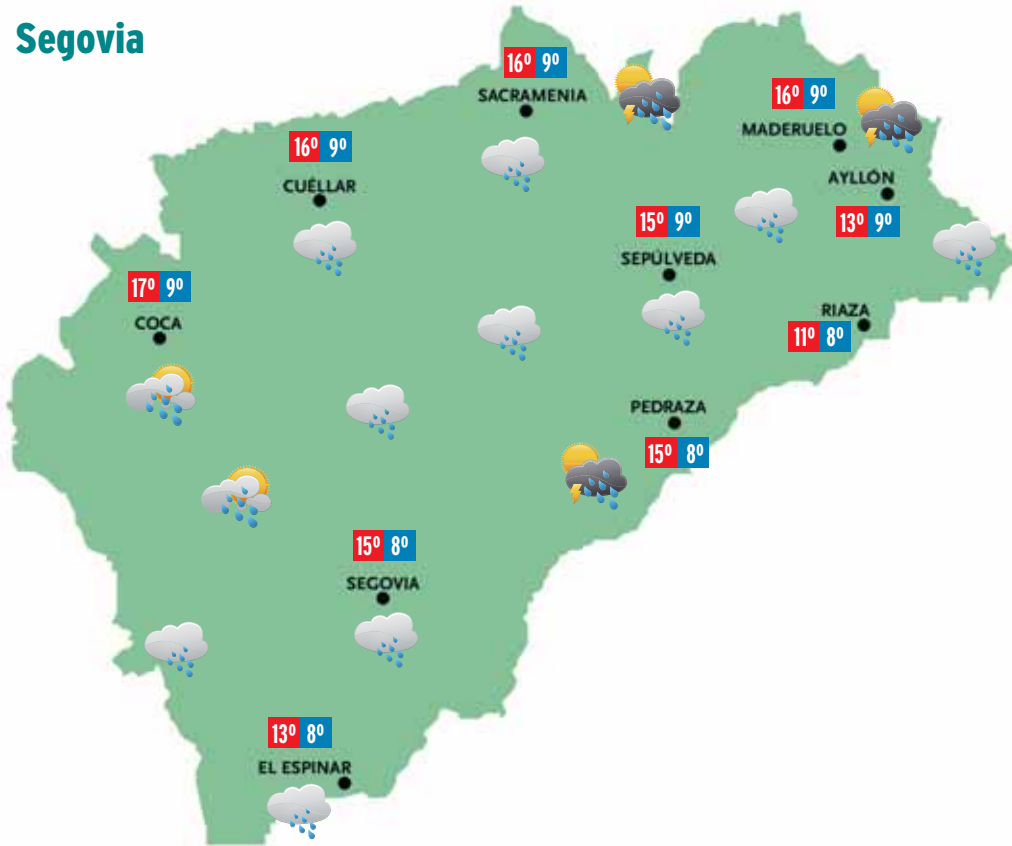 Segovia
16º 9º
SACRAMENIA
16º 9º
MADERUELO
16º 9º
CUÉLLAR
AYLLÓN
13º 9º
15º 9º
SEPÚLVEDA
17º 9º
COCA
RIAZA
11º 8º
PEDRAZA
15º 8º
15º 8º
SEGOVIA
13º 8º
EL ESPINAR